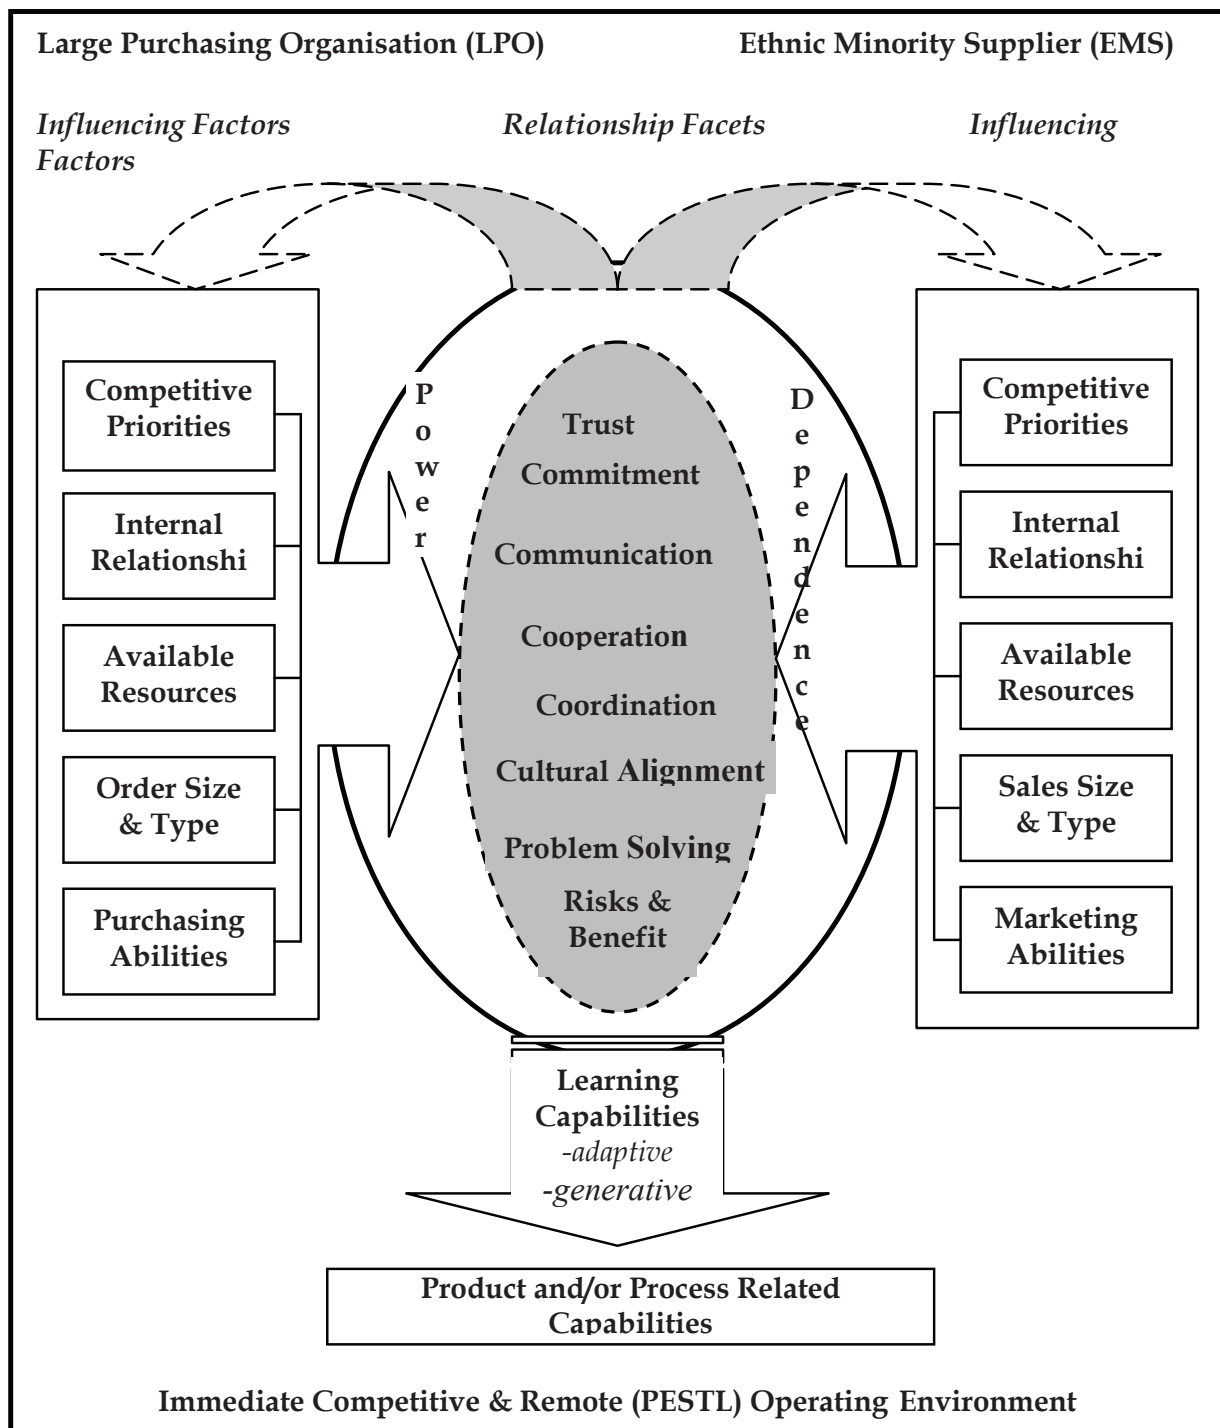 Large Purchasing Organisation (LPO)
Ethnic Minority Supplier (EMS)
Influencing Factors
Relationship Facets
Influencing
Factors
Competitive
Priorities
Internal
Relationshi
Available
Resources
Order Size
& Type
Purchasing
Abilities
Power
Trust
Commitment
Communication
Cooperation
Coordination
Cultural Alignment
Problem Solving
Risks &
Benefit
Dependence
Competitive
Priorities
Internal
Relationshi
Available
Resources
Sales Size
& Type
Marketing
Abilities
Learning
Capabilities
-adaptive
-generative
Product and/or Process Related
Capabilities
Immediate Competitive & Remote (PESTL) Operating Environment